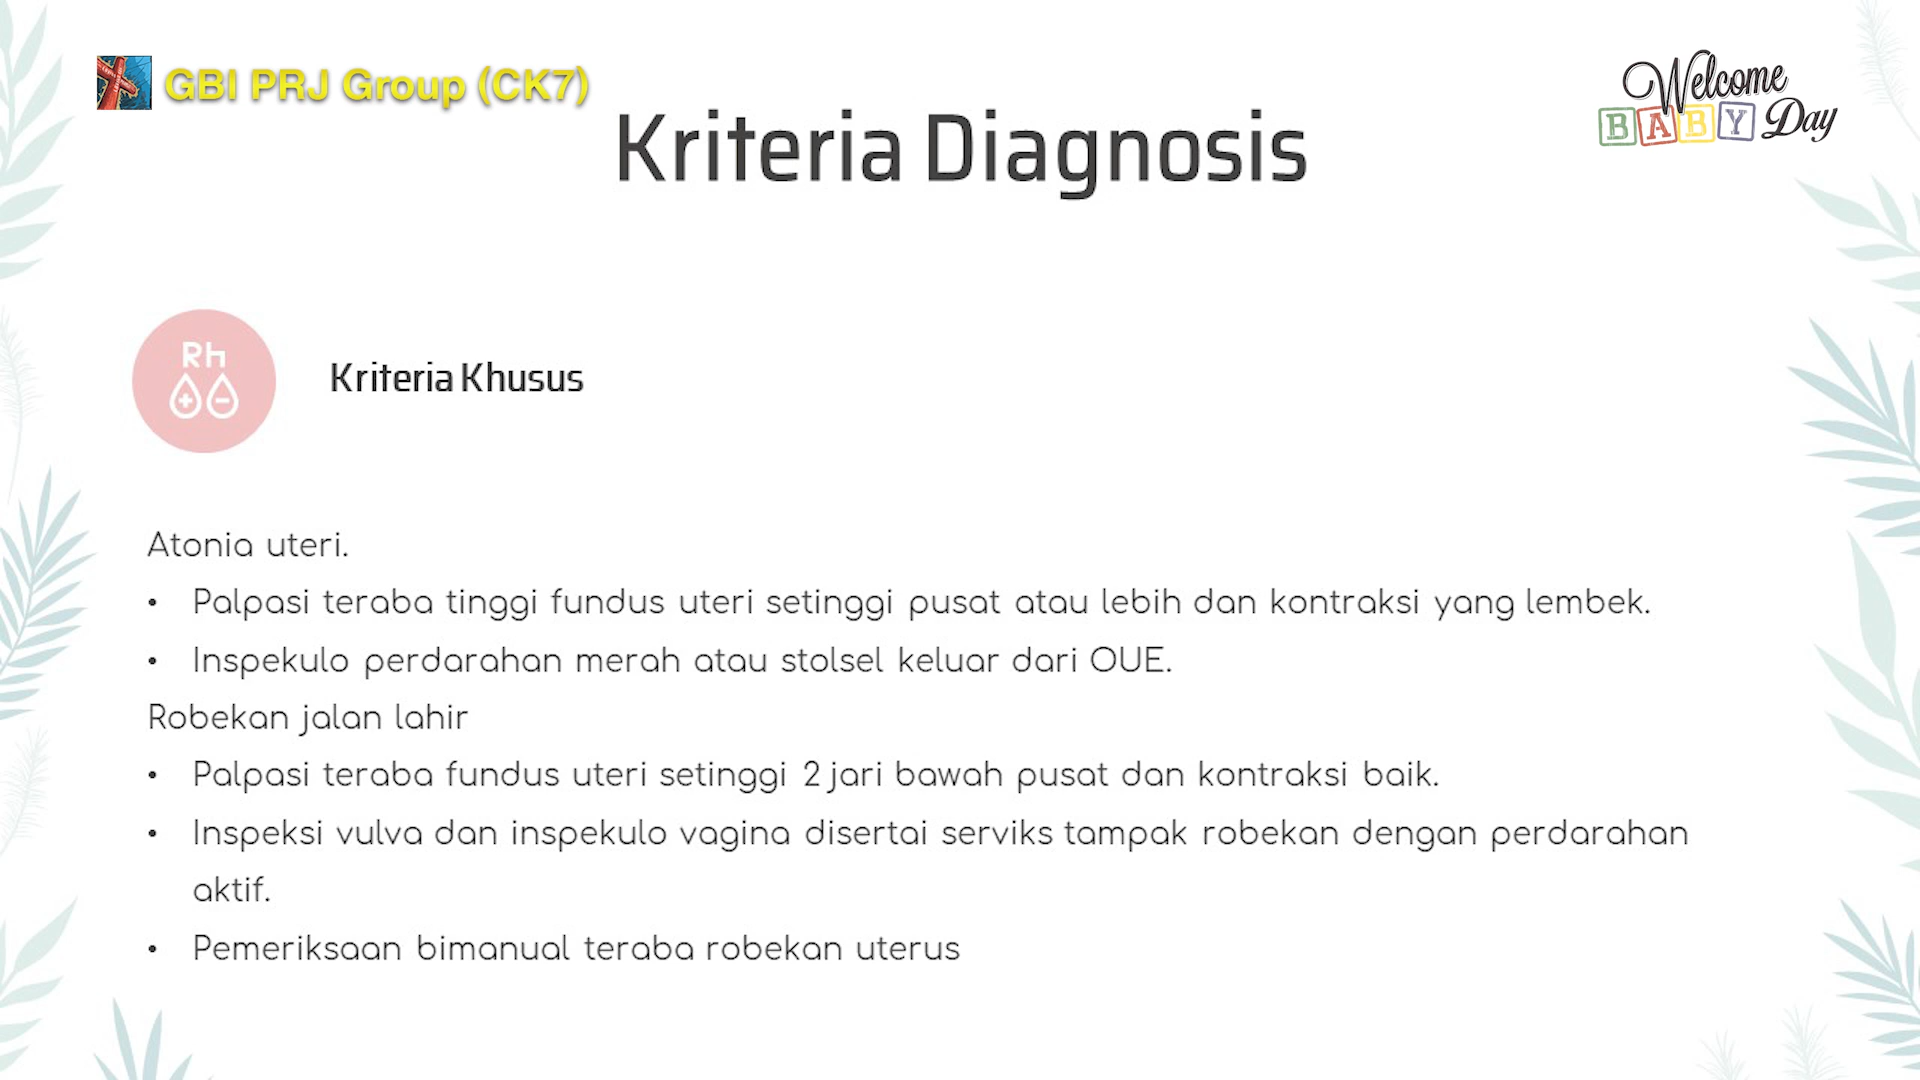 GBI PRJ Group (CK7)
Welcome
BABY Day
Kriteria Diagnosis
Rh
Kriteria Khusus
Atonia uteri.
• Palpasi teraba tinggi fundus uteri setinggi pusat atau lebih dan kontraksi yang lembek.
• Inspekulo perdarahan merah atau stolsel keluar dari OUE.
Robekan jalan lahir
• Palpasi teraba fundus uteri setinggi 2 jari bawah pusat dan kontraksi baik.
• Inspeksi vulva dan inspekulo vagina disertai serviks tampak robekan dengan perdarahan
aktif.
• Pemeriksaan bimanual teraba robekan uterus